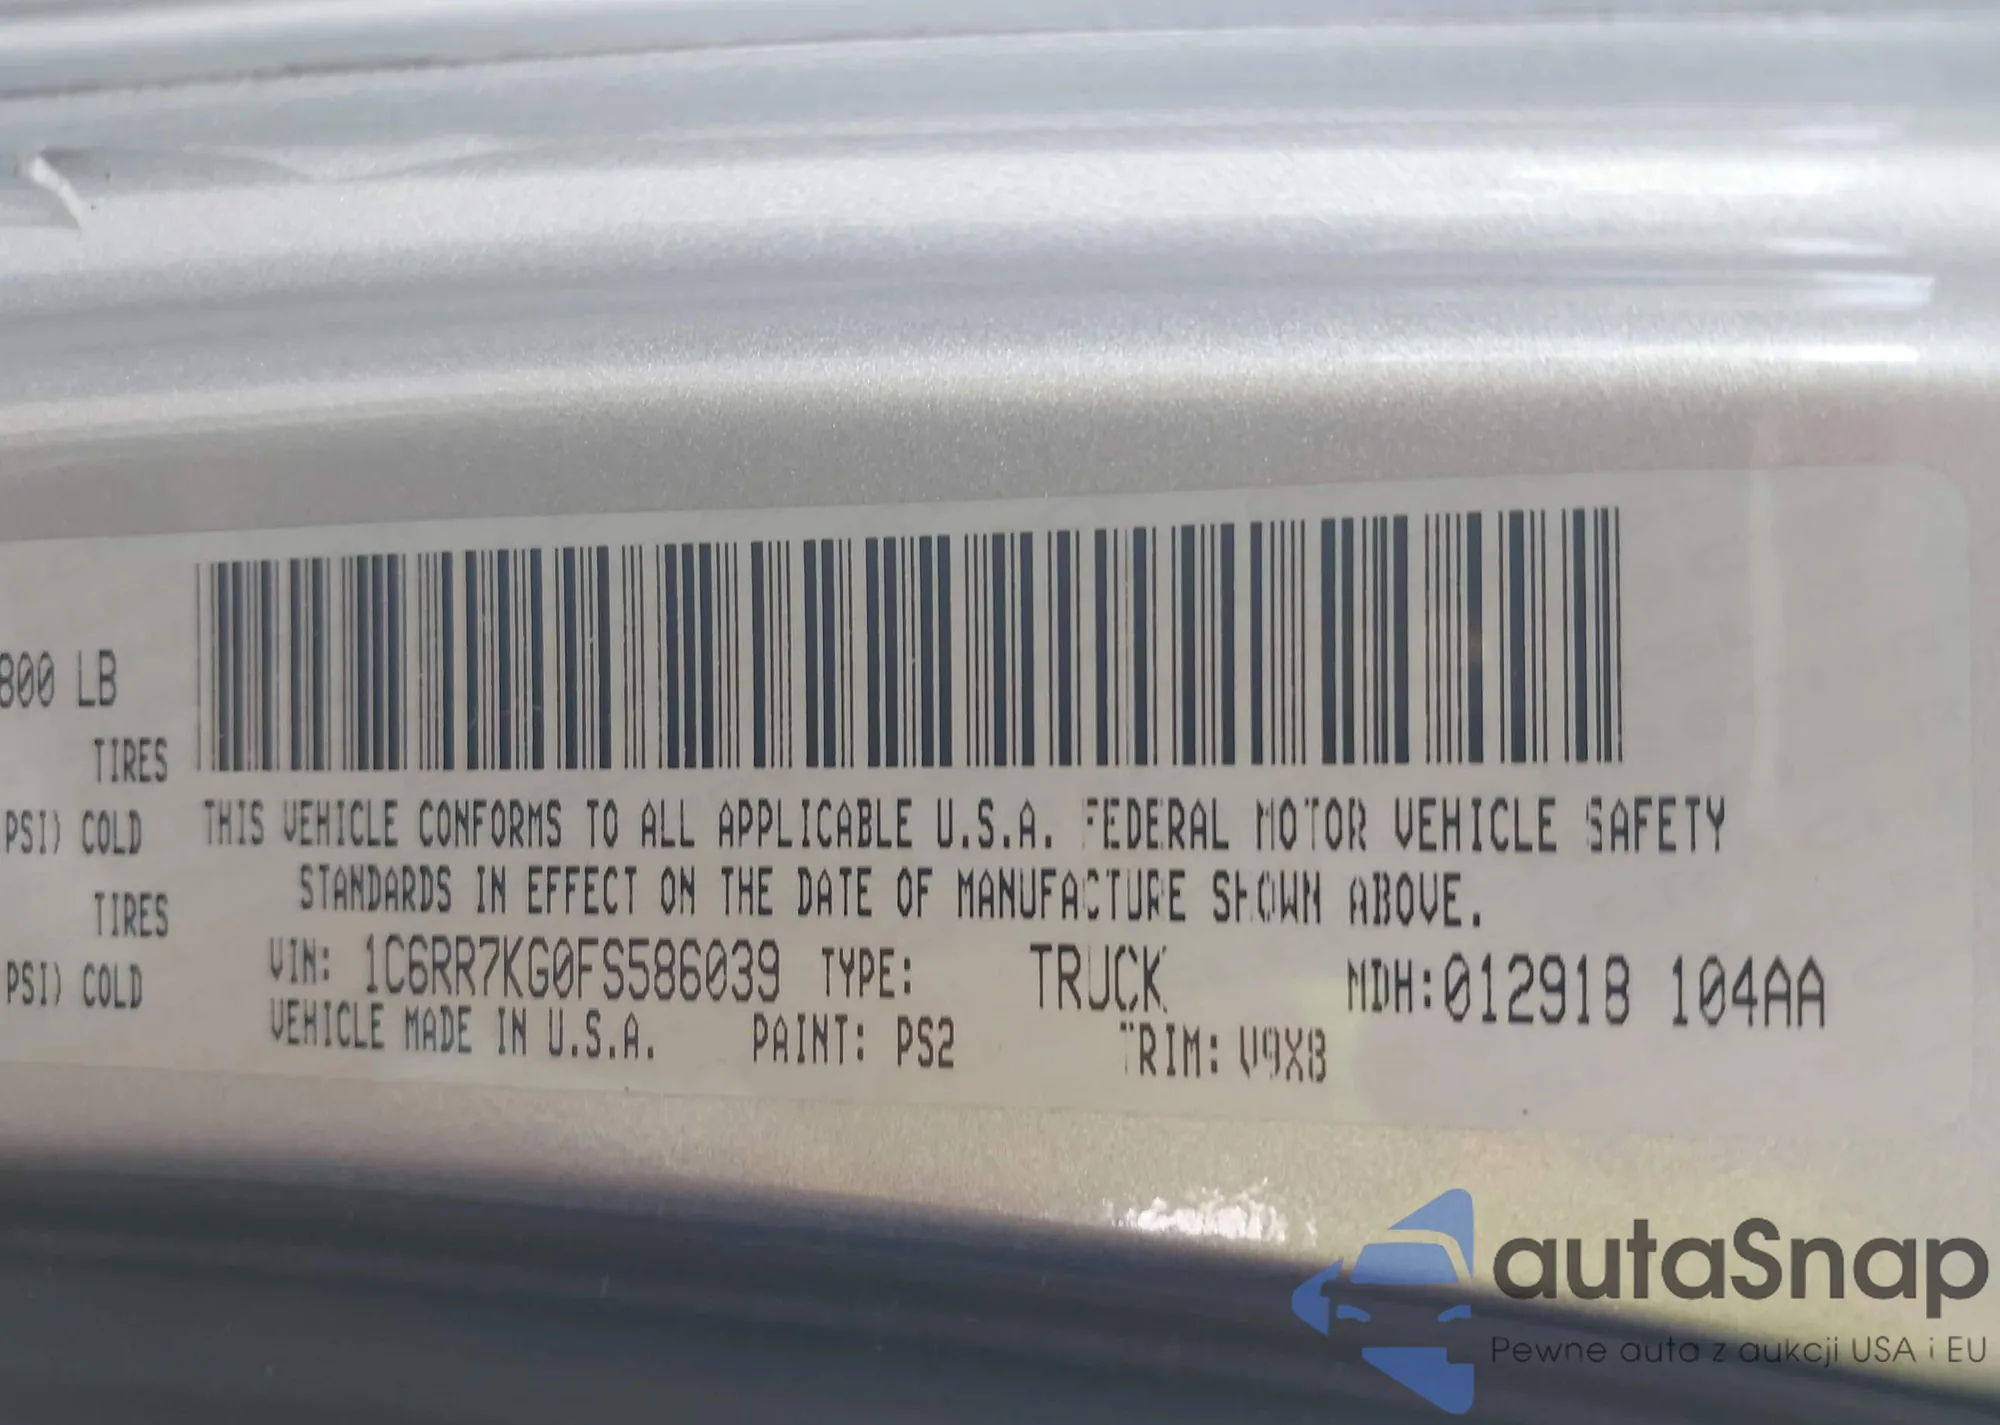 800 LB
TIRES
PSI) COLD
TIRES
PSI) COLD
THIS VEHICLE CONFORMS TO ALL APPLICABLE U.S.A. FEDERAL MOTOR VEHICLE SAFETY
STANDARDS IN EFFECT ON THE DATE OF MANUFACTURE SHOWN ABOVE.
VIN: 1C6RR7KG0FS586039 TYPE: TRUCK MDH:012918 104AA
VEHICLE MADE IN U.S.A. PAINT: PS2 TRIM: V9X8
autaSnap
Pewne auta z aukcji USA i EU